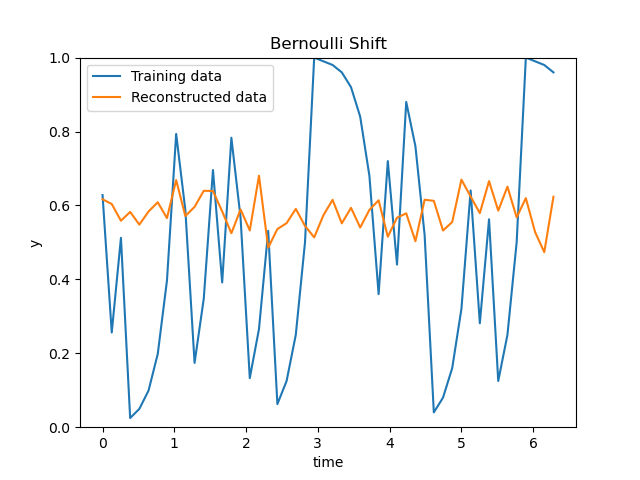 Bernoulli Shift
Training data
Reconstructed data
1.0
0.8
0.6
0.4
0.2
0.0
y
0 1 2 3 4 5 6
time